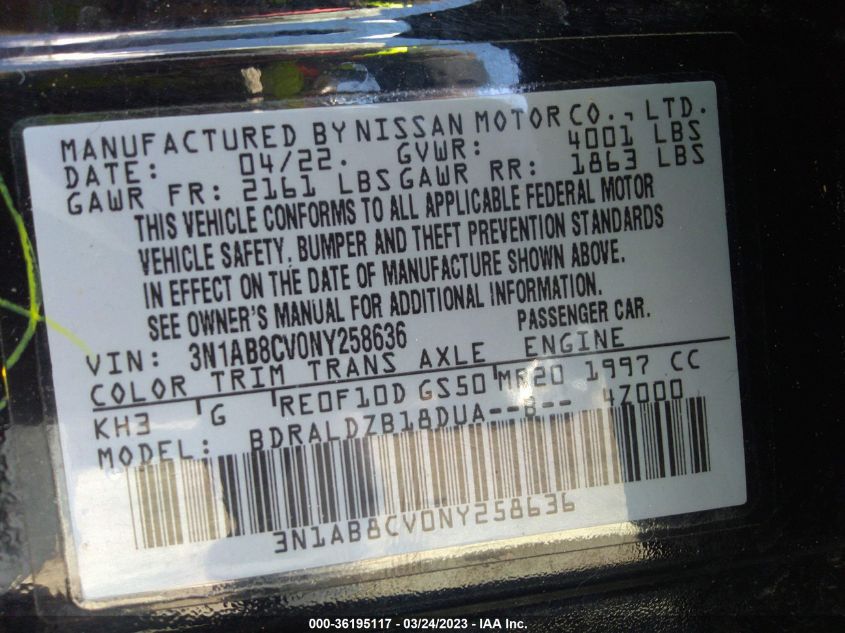 MANUFACTURED BY NISSAN MOTOR CO., LTD.
DATE: 04/22. GVWR: 4001 LBS
GAWR FR: 2161 LBS GAWR RR: 1863 LBS
THIS VEHICLE CONFORMS TO ALL APPLICABLE FEDERAL MOTOR
VEHICLE SAFETY, BUMPER AND THEFT PREVENTION STANDARDS
IN EFFECT ON THE DATE OF MANUFACTURE SHOWN ABOVE.
SEE OWNER'S MANUAL FOR ADDITIONAL INFORMATION.
VIN: 3N1AB8CV0NY258636 PASSENGER CAR.
COLOR TRIM TRANS AXLE ENGINE
KH3 G RE0F10D GS50 MR20 1997 CC
MODEL: BDRALDZB18DUA--B-- 4Z000
3N1AB8CV0NY258636
000-36195117 - 03/24/2023 - IAA Inc.